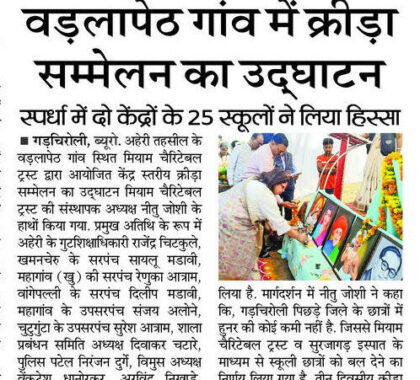 वड़लापेठ गांव में क्रीड़ा
सम्मेलन का उद्घाटन
स्पर्धा में दो केंद्रों के 25 स्कूलों ने लिया हिस्सा
■ गड़चिरोली, ब्यूरो. अहेरी तहसील के
वड़लापेठ गांव स्थित मियाम चैरिटेबल
ट्रस्ट द्वारा आयोजित केंद्र स्तरीय क्रीड़ा
सम्मेलन का उद्घाटन मियाम चैरिटेबल
ट्रस्ट की संस्थापक अध्यक्ष नीतु जोशी के
हाथों किया गया. प्रमुख अतिथि के रूप में
अहेरी के गुटशिक्षाधिकारी राजेंद्र चिटकुले,
खमनचेरु के सरपंच सायलू मडावी,
महागांव (खु) की सरपंच रेणुका आत्राम,
वांगेपल्ली के सरपंच दिलीप मडावी,
महागांव के उपसरपंच संजय अलोने,
चुटुगुंटा के उपसरपंच सुरेश आत्राम, शाला
प्रबंधन समिति अध्यक्ष दिवाकर चटारे,
पुलिस पटेल निरंजन दुर्गे, विमुस अध्यक्ष
लिया है. मार्गदर्शन में नीतु जोशी ने कहा
कि, गड़चिरोली पिछड़े जिले के छात्रों में
हुनर की कोई कमी नहीं है. जिससे मियाम
चैरिटेबल ट्रस्ट व सुरजागड़ इस्पात के
माध्यम से स्कूली छात्रों को बल देने का
निर्णय लिया गया है. तीन दिवसीय क्रीड़ा